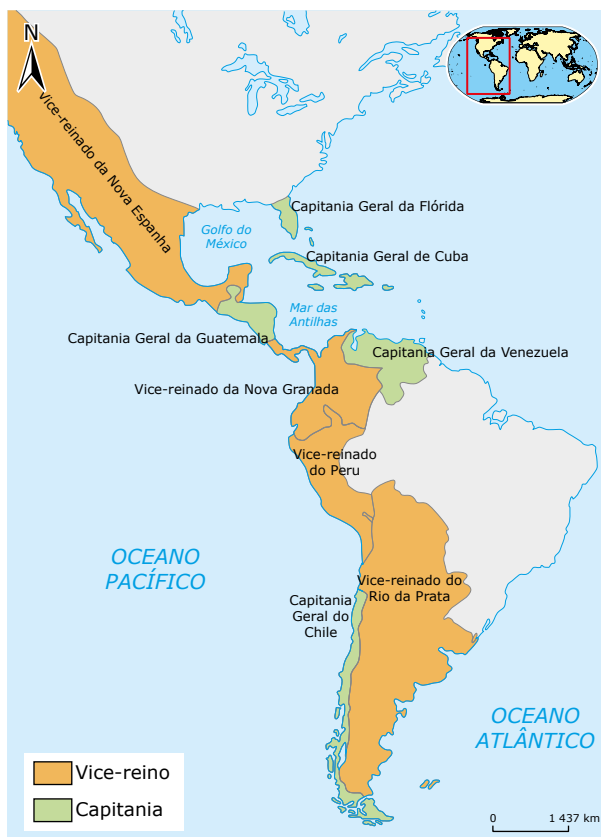 N
Vice-reinado da Nova Espanha
Capitania Geral da Flórida
Golfo do
México
Capitania Geral de Cuba
Mar das
Antilhas
Capitania Geral da Guatemala
Capitania Geral da Venezuela
Vice-reinado da Nova Granada
Vice-reinado
do Peru
OCEANO
PACÍFICO
Vice-reinado do
Rio da Prata
Capitania
Geral do
Chile
OCEANO
ATLÂNTICO
Vice-reino
Capitania
0 1 437 km